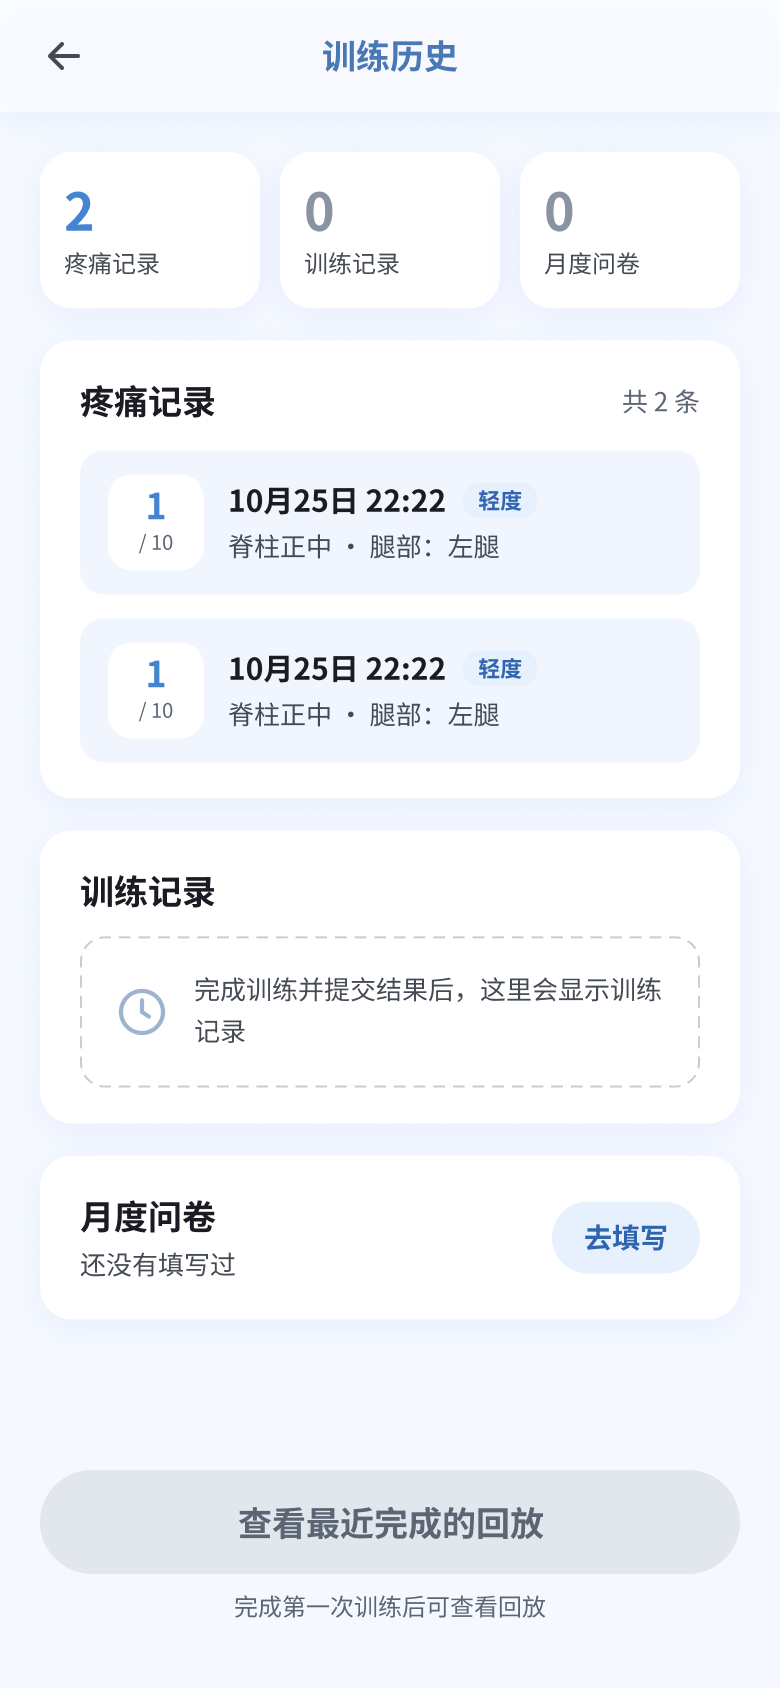 训练历史
2
疼痛记录
0
训练记录
0
月度问卷
疼痛记录
共 2 条
1
/ 10
10月25日 22:22 轻度
脊柱正中 · 腿部：左腿
1
/ 10
10月25日 22:22 轻度
脊柱正中 · 腿部：左腿
训练记录
完成训练并提交结果后，这里会显示训练
记录
月度问卷
还没有填写过
去填写
查看最近完成的回放
完成第一次训练后可查看回放